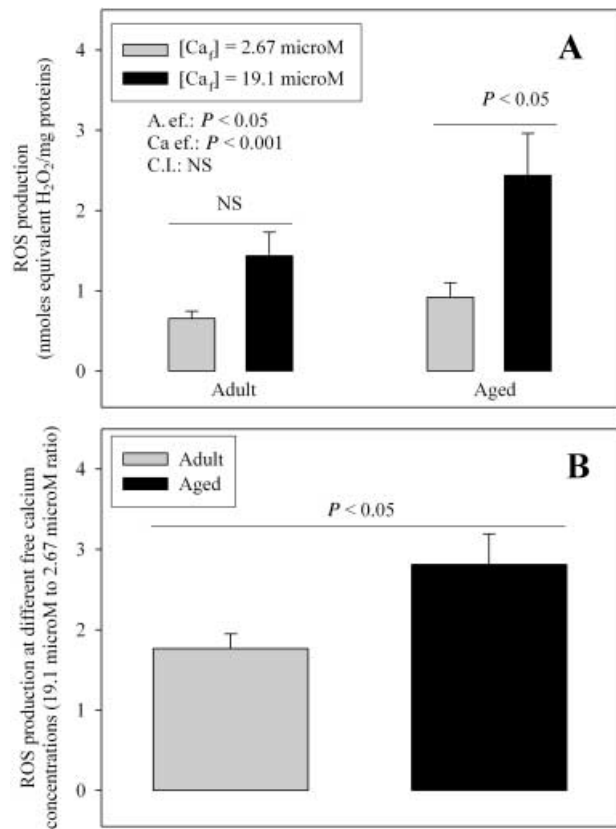 [Ca_f] = 2.67 microM
[Ca_f] = 19.1 microM
A
A. ef.: P < 0.05
Ca ef.: P < 0.001
C.I.: NS
P < 0.05
NS
4
3
2
1
0
ROS production
(nmoles equivalent H₂O₂/mg proteins)
Adult
Aged
Adult
Aged
B
P < 0.05
4
3
2
1
0
ROS production at different free calcium
concentrations (19.1 microM to 2.67 microM ratio)